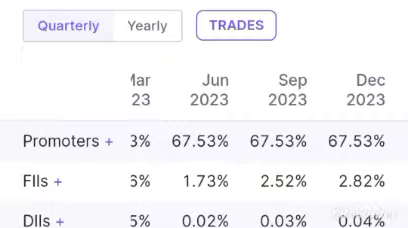 Quarterly Yearly TRADES
Mar Jun Sep Dec
23 2023 2023 2023
Promoters + 3% 67.53% 67.53% 67.53%
FIIs + 6% 1.73% 2.52% 2.82%
DIIs + 5% 0.02% 0.03% 0.04%